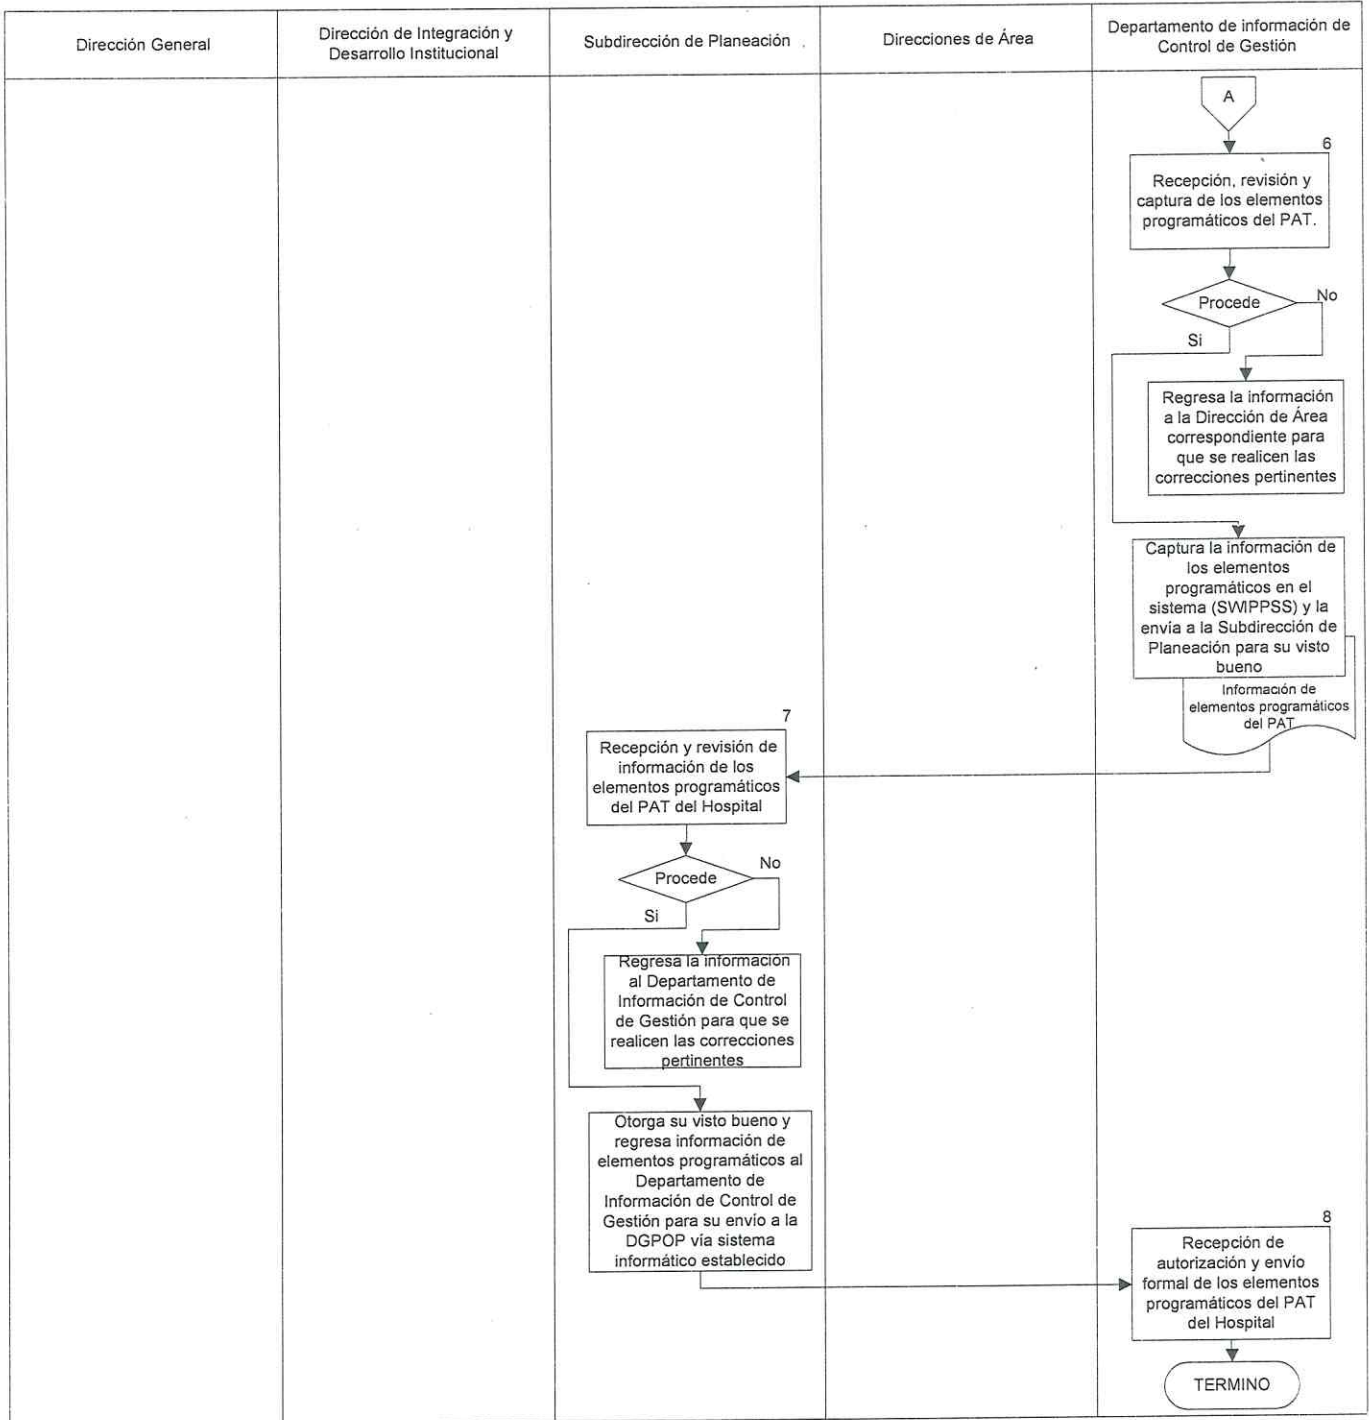 Dirección General
Dirección de Integración y
Desarrollo Institucional
Subdirección de Planeación
Direcciones de Área
Departamento de información de
Control de Gestión
A
6
Recepción, revisión y
captura de los elementos
programáticos del PAT.
Procede
No
Si
Regresa la información
a la Dirección de Área
correspondiente para
que se realicen las
correcciones pertinentes
Captura la información de
los elementos
programáticos en el
sistema (SWIPPSS) y la
envía a la Subdirección de
Planeación para su visto
bueno
Información de
elementos programáticos
del PAT
7
Recepción y revisión de
información de los
elementos programáticos
del PAT del Hospital
Procede
No
Si
Regresa la información
al Departamento de
Información de Control
de Gestión para que se
realicen las correcciones
pertinentes
Otorga su visto bueno y
regresa información de
elementos programáticos al
Departamento de
Información de Control de
Gestión para su envío a la
DGPOP vía sistema
informático establecido
8
Recepción de
autorización y envío
formal de los elementos
programáticos del PAT
del Hospital
TERMINO